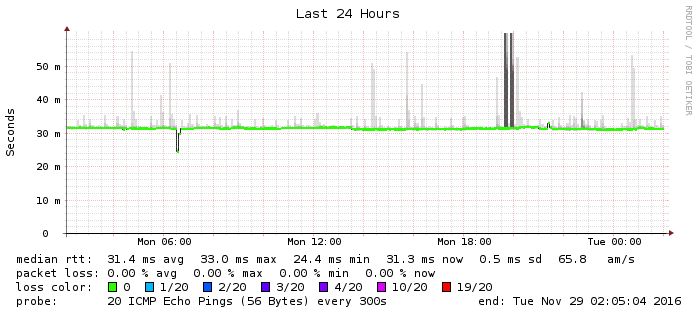 Last 24 Hours
RRDTOOL / TOBI OETIKER
Seconds
50 m
40 m
30 m
20 m
10 m
0
Mon 06:00 Mon 12:00 Mon 18:00 Tue 00:00
median rtt: 31.4 ms avg 33.0 ms max 24.4 ms min 31.3 ms now 0.5 ms sd 65.8 am/s
packet loss: 0.00 % avg 0.00 % max 0.00 % min 0.00 % now
loss color: 0 1/20 2/20 3/20 4/20 10/20 19/20
probe: 20 ICMP Echo Pings (56 Bytes) every 300s end: Tue Nov 29 02:05:04 2016